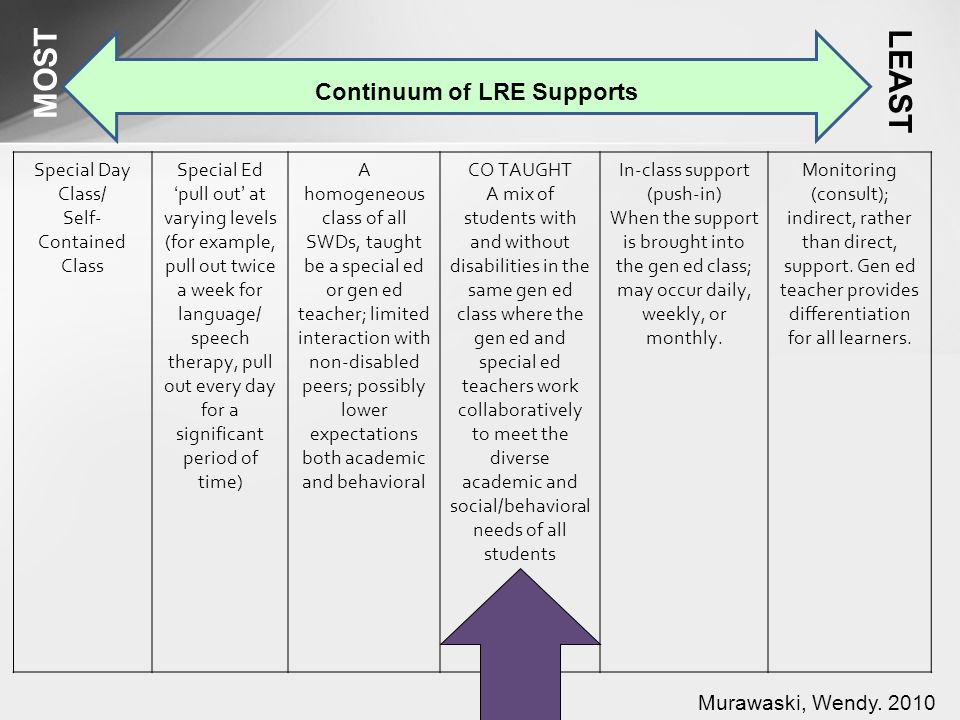 MOST
Continuum of LRE Supports
LEAST
Special Day
Class/
Self-
Contained
Class
Special Ed
‘pull out’ at
varying levels
(for example,
pull out twice
a week for
language/
speech
therapy, pull
out every day
for a
significant
period of
time)
A
homogeneous
class of all
SWDs, taught
be a special ed
or gen ed
teacher; limited
interaction with
non-disabled
peers; possibly
lower
expectations
both academic
and behavioral
CO TAUGHT
A mix of
students with
and without
disabilities in the
same gen ed
class where the
gen ed and
special ed
teachers work
collaboratively
to meet the
diverse
academic and
social/behavioral
needs of all
students
In-class support
(push-in)
When the support
is brought into
the gen ed class;
may occur daily,
weekly, or
monthly.
Monitoring
(consult);
indirect, rather
than direct,
support. Gen ed
teacher provides
differentiation
for all learners.
Murawaski, Wendy. 2010